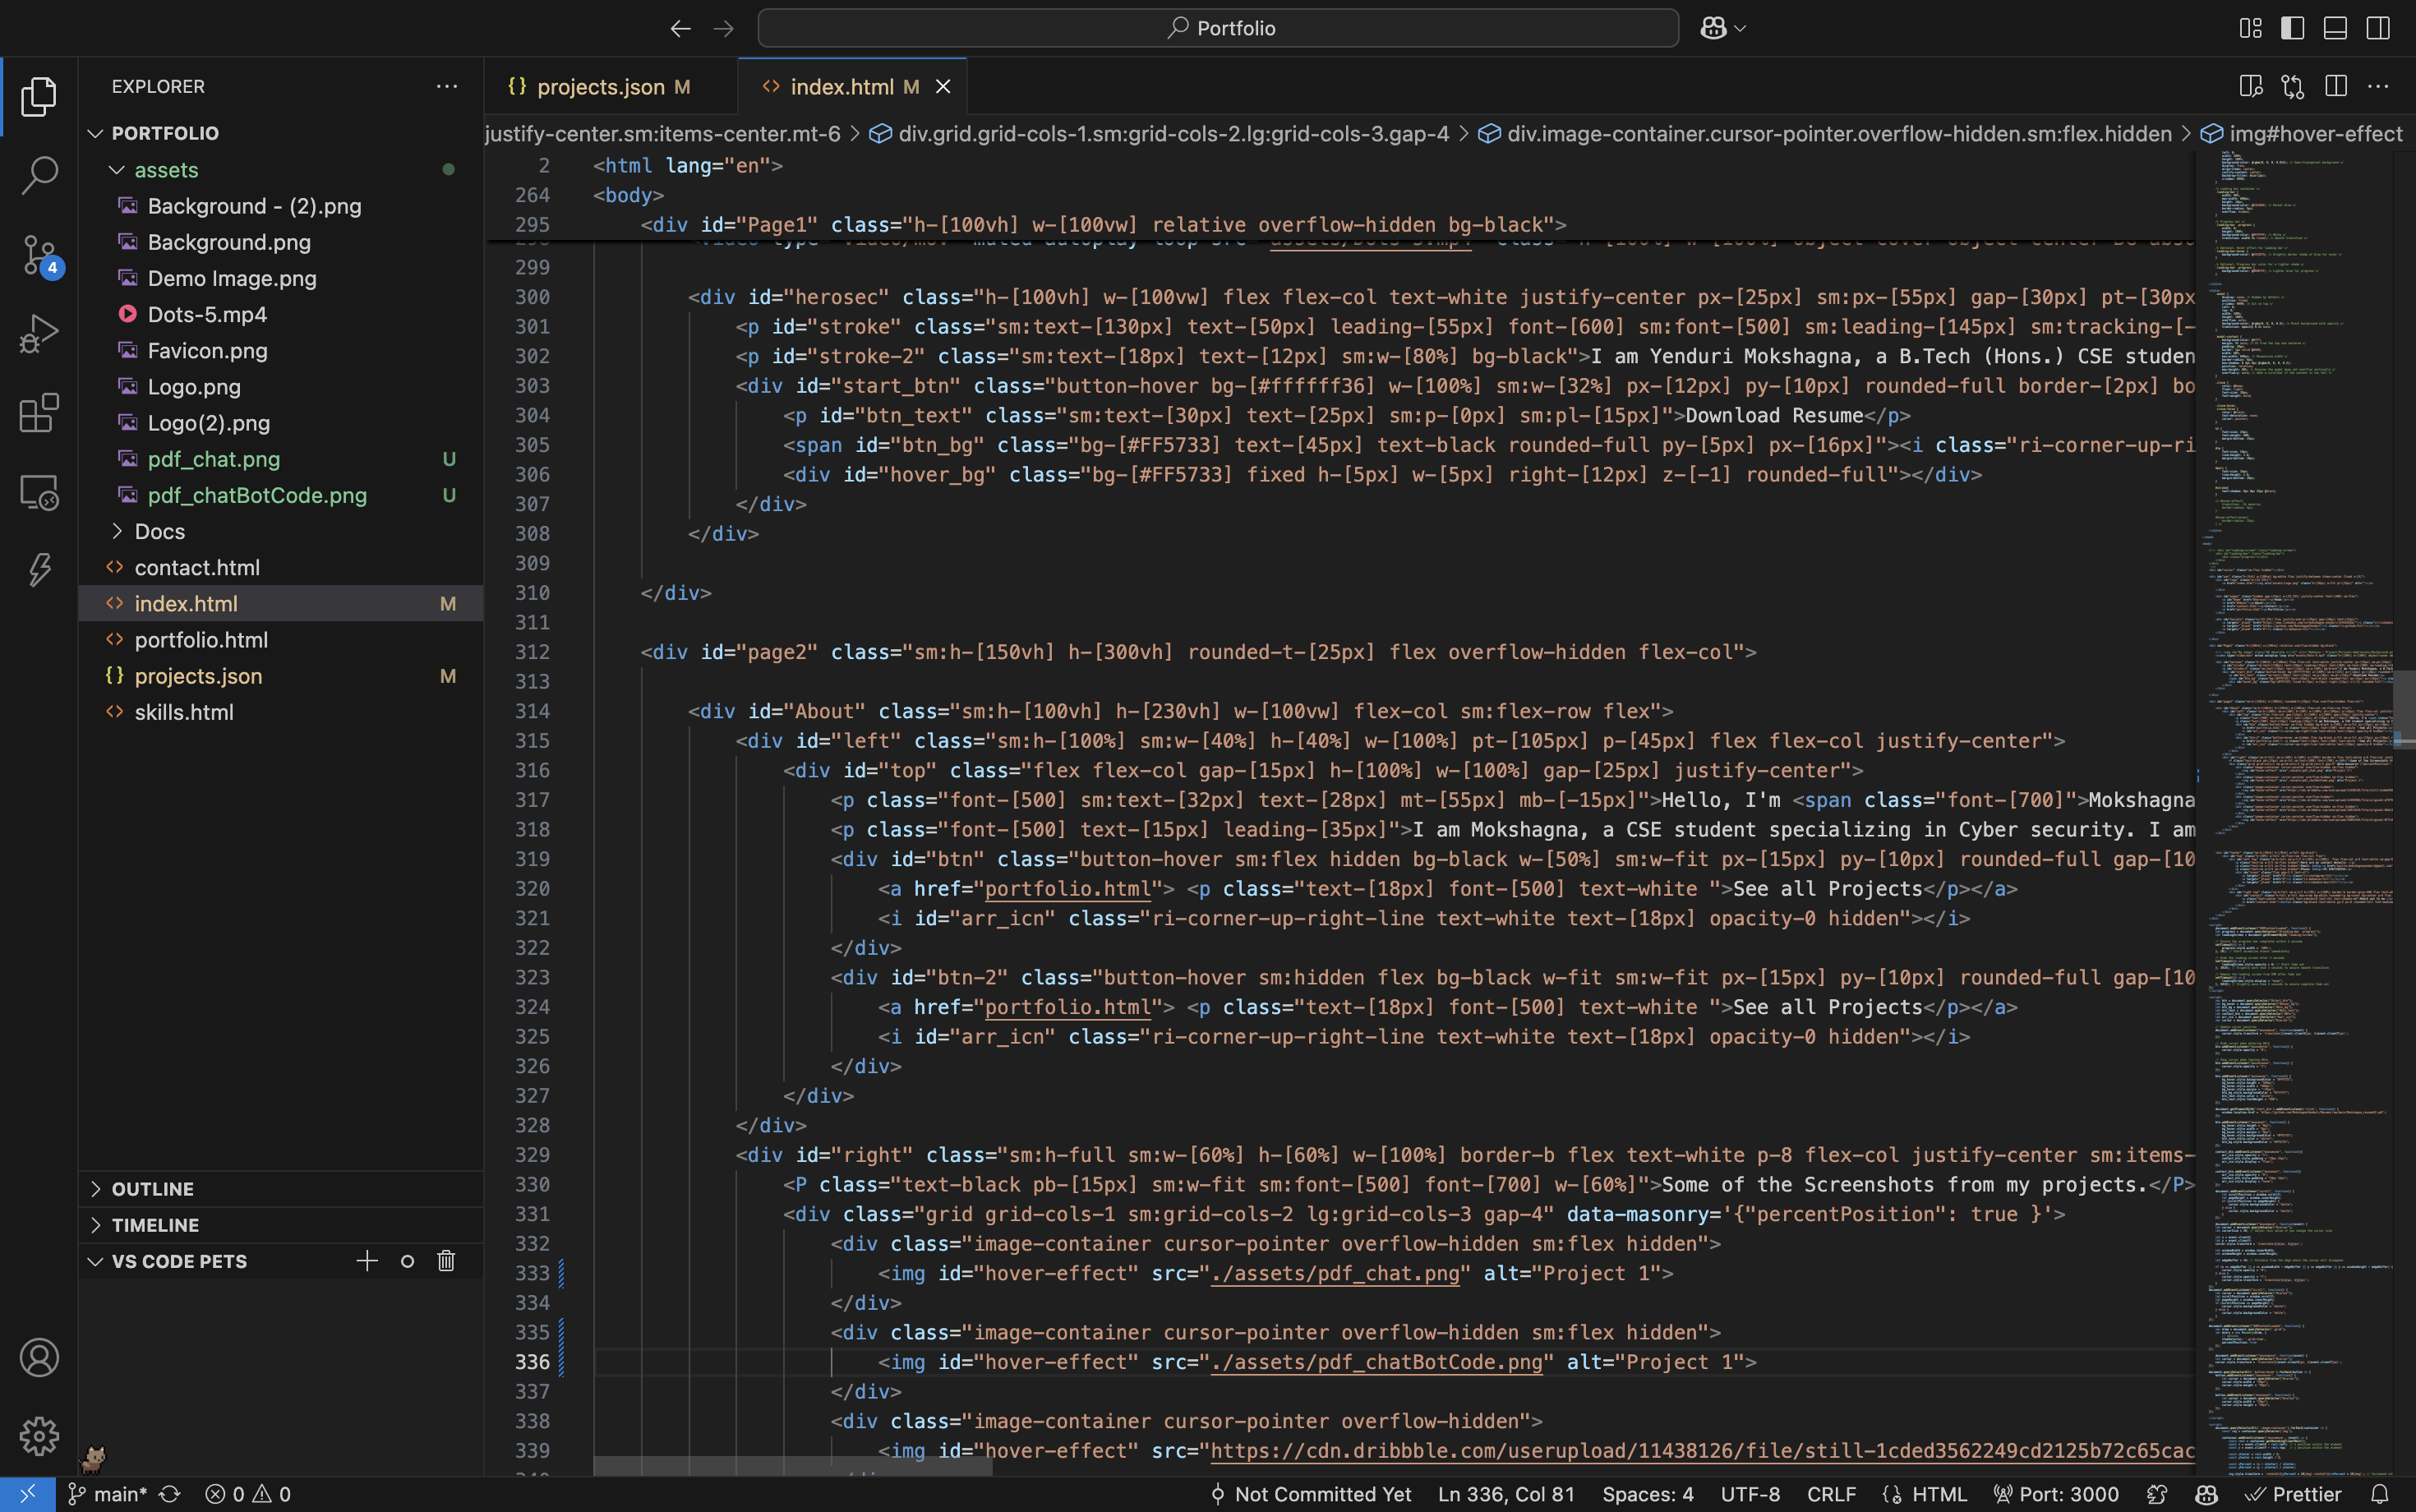 Portfolio
EXPLORER
PORTFOLIO
assets
Background - (2).png
Background.png
Demo Image.png
Dots-5.mp4
Favicon.png
Logo.png
Logo(2).png
pdf_chat.png U
pdf_chatBotCode.png U
Docs
contact.html
index.html M
portfolio.html
projects.json M
skills.html
OUTLINE
TIMELINE
VS CODE PETS
4
{} projects.json M
<> index.html M
justify-center.sm:items-center.mt-6 > div.grid.grid-cols-1.sm:grid-cols-2.lg:grid-cols-3.gap-4 > div.image-container.cursor-pointer.overflow-hidden.sm:flex.hidden > img#hover-effect
2 <html lang="en">
264 <body>
295 <div id="Page1" class="h-[100vh] w-[100vw] relative overflow-hidden bg-black">
299
300 <div id="herosec" class="h-[100vh] w-[100vw] flex flex-col text-white justify-center px-[25px] sm:px-[55px] gap-[30px] pt-[30px
301 <p id="stroke" class="sm:text-[130px] text-[50px] leading-[55px] font-[600] sm:font-[500] sm:leading-[145px] sm:tracking-[-
302 <p id="stroke-2" class="sm:text-[18px] text-[12px] sm:w-[80%] bg-black">I am Yenduri Mokshagna, a B.Tech (Hons.) CSE studen
303 <div id="start_btn" class="button-hover bg-[#ffffff36] w-[100%] sm:w-[32%] px-[12px] py-[10px] rounded-full border-[2px] bo
304 <p id="btn_text" class="sm:text-[30px] text-[25px] sm:p-[0px] sm:pl-[15px]">Download Resume</p>
305 <span id="btn_bg" class="bg-[#FF5733] text-[45px] text-black rounded-full py-[5px] px-[16px]"><i class="ri-corner-up-ri
306 <div id="hover_bg" class="bg-[#FF5733] fixed h-[5px] w-[5px] right-[12px] z-[-1] rounded-full"></div>
307 </div>
308 </div>
309
310 </div>
311
312 <div id="page2" class="sm:h-[150vh] h-[300vh] rounded-t-[25px] flex overflow-hidden flex-col">
313
314 <div id="About" class="sm:h-[100vh] h-[230vh] w-[100vw] flex-col sm:flex-row flex">
315 <div id="left" class="sm:h-[100%] sm:w-[40%] h-[40%] w-[100%] pt-[105px] p-[45px] flex flex-col justify-center">
316 <div id="top" class="flex flex-col gap-[15px] h-[100%] w-[100%] gap-[25px] justify-center">
317 <p class="font-[500] sm:text-[32px] text-[28px] mt-[55px] mb-[-15px]">Hello, I'm <span class="font-[700]">Mokshagna
318 <p class="font-[500] text-[15px] leading-[35px]">I am Mokshagna, a CSE student specializing in Cyber security. I am
319 <div id="btn" class="button-hover sm:flex hidden bg-black w-[50%] sm:w-fit px-[15px] py-[10px] rounded-full gap-[10
320 <a href="portfolio.html"> <p class="text-[18px] font-[500] text-white ">See all Projects</p></a>
321 <i id="arr_icn" class="ri-corner-up-right-line text-white text-[18px] opacity-0 hidden"></i>
322 </div>
323 <div id="btn-2" class="button-hover sm:hidden flex bg-black w-fit sm:w-fit px-[15px] py-[10px] rounded-full gap-[10
324 <a href="portfolio.html"> <p class="text-[18px] font-[500] text-white ">See all Projects</p></a>
325 <i id="arr_icn" class="ri-corner-up-right-line text-white text-[18px] opacity-0 hidden"></i>
326 </div>
327 </div>
328 </div>
329 <div id="right" class="sm:h-full sm:w-[60%] h-[60%] w-[100%] border-b flex text-white p-8 flex-col justify-center sm:items-
330 <P class="text-black pb-[15px] sm:w-fit sm:font-[500] font-[700] w-[60%]">Some of the Screenshots from my projects.</P>
331 <div class="grid grid-cols-1 sm:grid-cols-2 lg:grid-cols-3 gap-4" data-masonry='{"percentPosition": true }'>
332 <div class="image-container cursor-pointer overflow-hidden sm:flex hidden">
333 <img id="hover-effect" src="./assets/pdf_chat.png" alt="Project 1">
334 </div>
335 <div class="image-container cursor-pointer overflow-hidden sm:flex hidden">
336 <img id="hover-effect" src="./assets/pdf_chatBotCode.png" alt="Project 1">
337 </div>
338 <div class="image-container cursor-pointer overflow-hidden">
339 <img id="hover-effect" src="https://cdn.dribbble.com/userupload/11438126/file/still-1cded3562249cd2125b72c65cac
main* 0 0 Not Committed Yet Ln 336, Col 81 Spaces: 4 UTF-8 CRLF HTML Port: 3000 Prettier